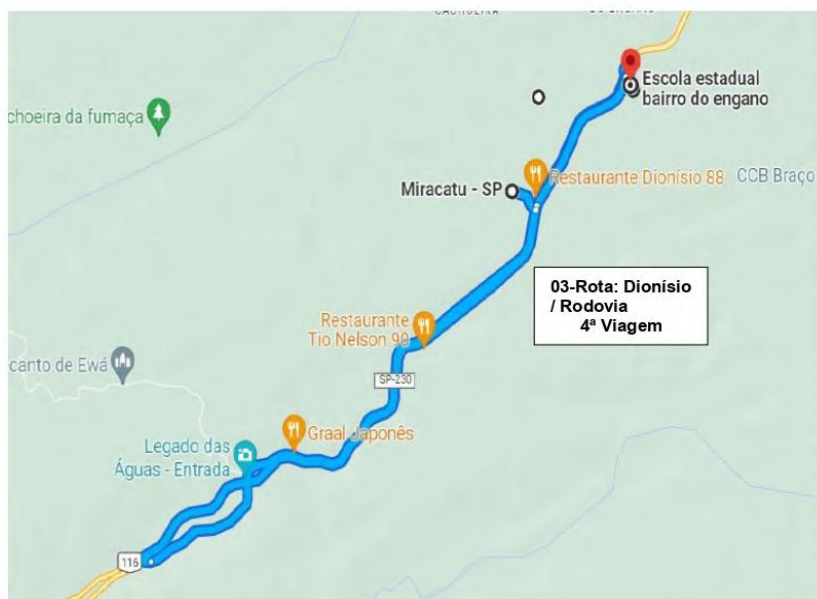 Escola estadual
bairro do engano
choeira da fumaça
Restaurante Dionísio 88
CCB Braço
Miracatu - SP
03-Rota: Dionísio
/ Rodovia
4ª Viagem
Restaurante
Tio Nelson 90
canto de Ewá
SP-230
Graal Japonês
Legado das
Águas - Entrada
116